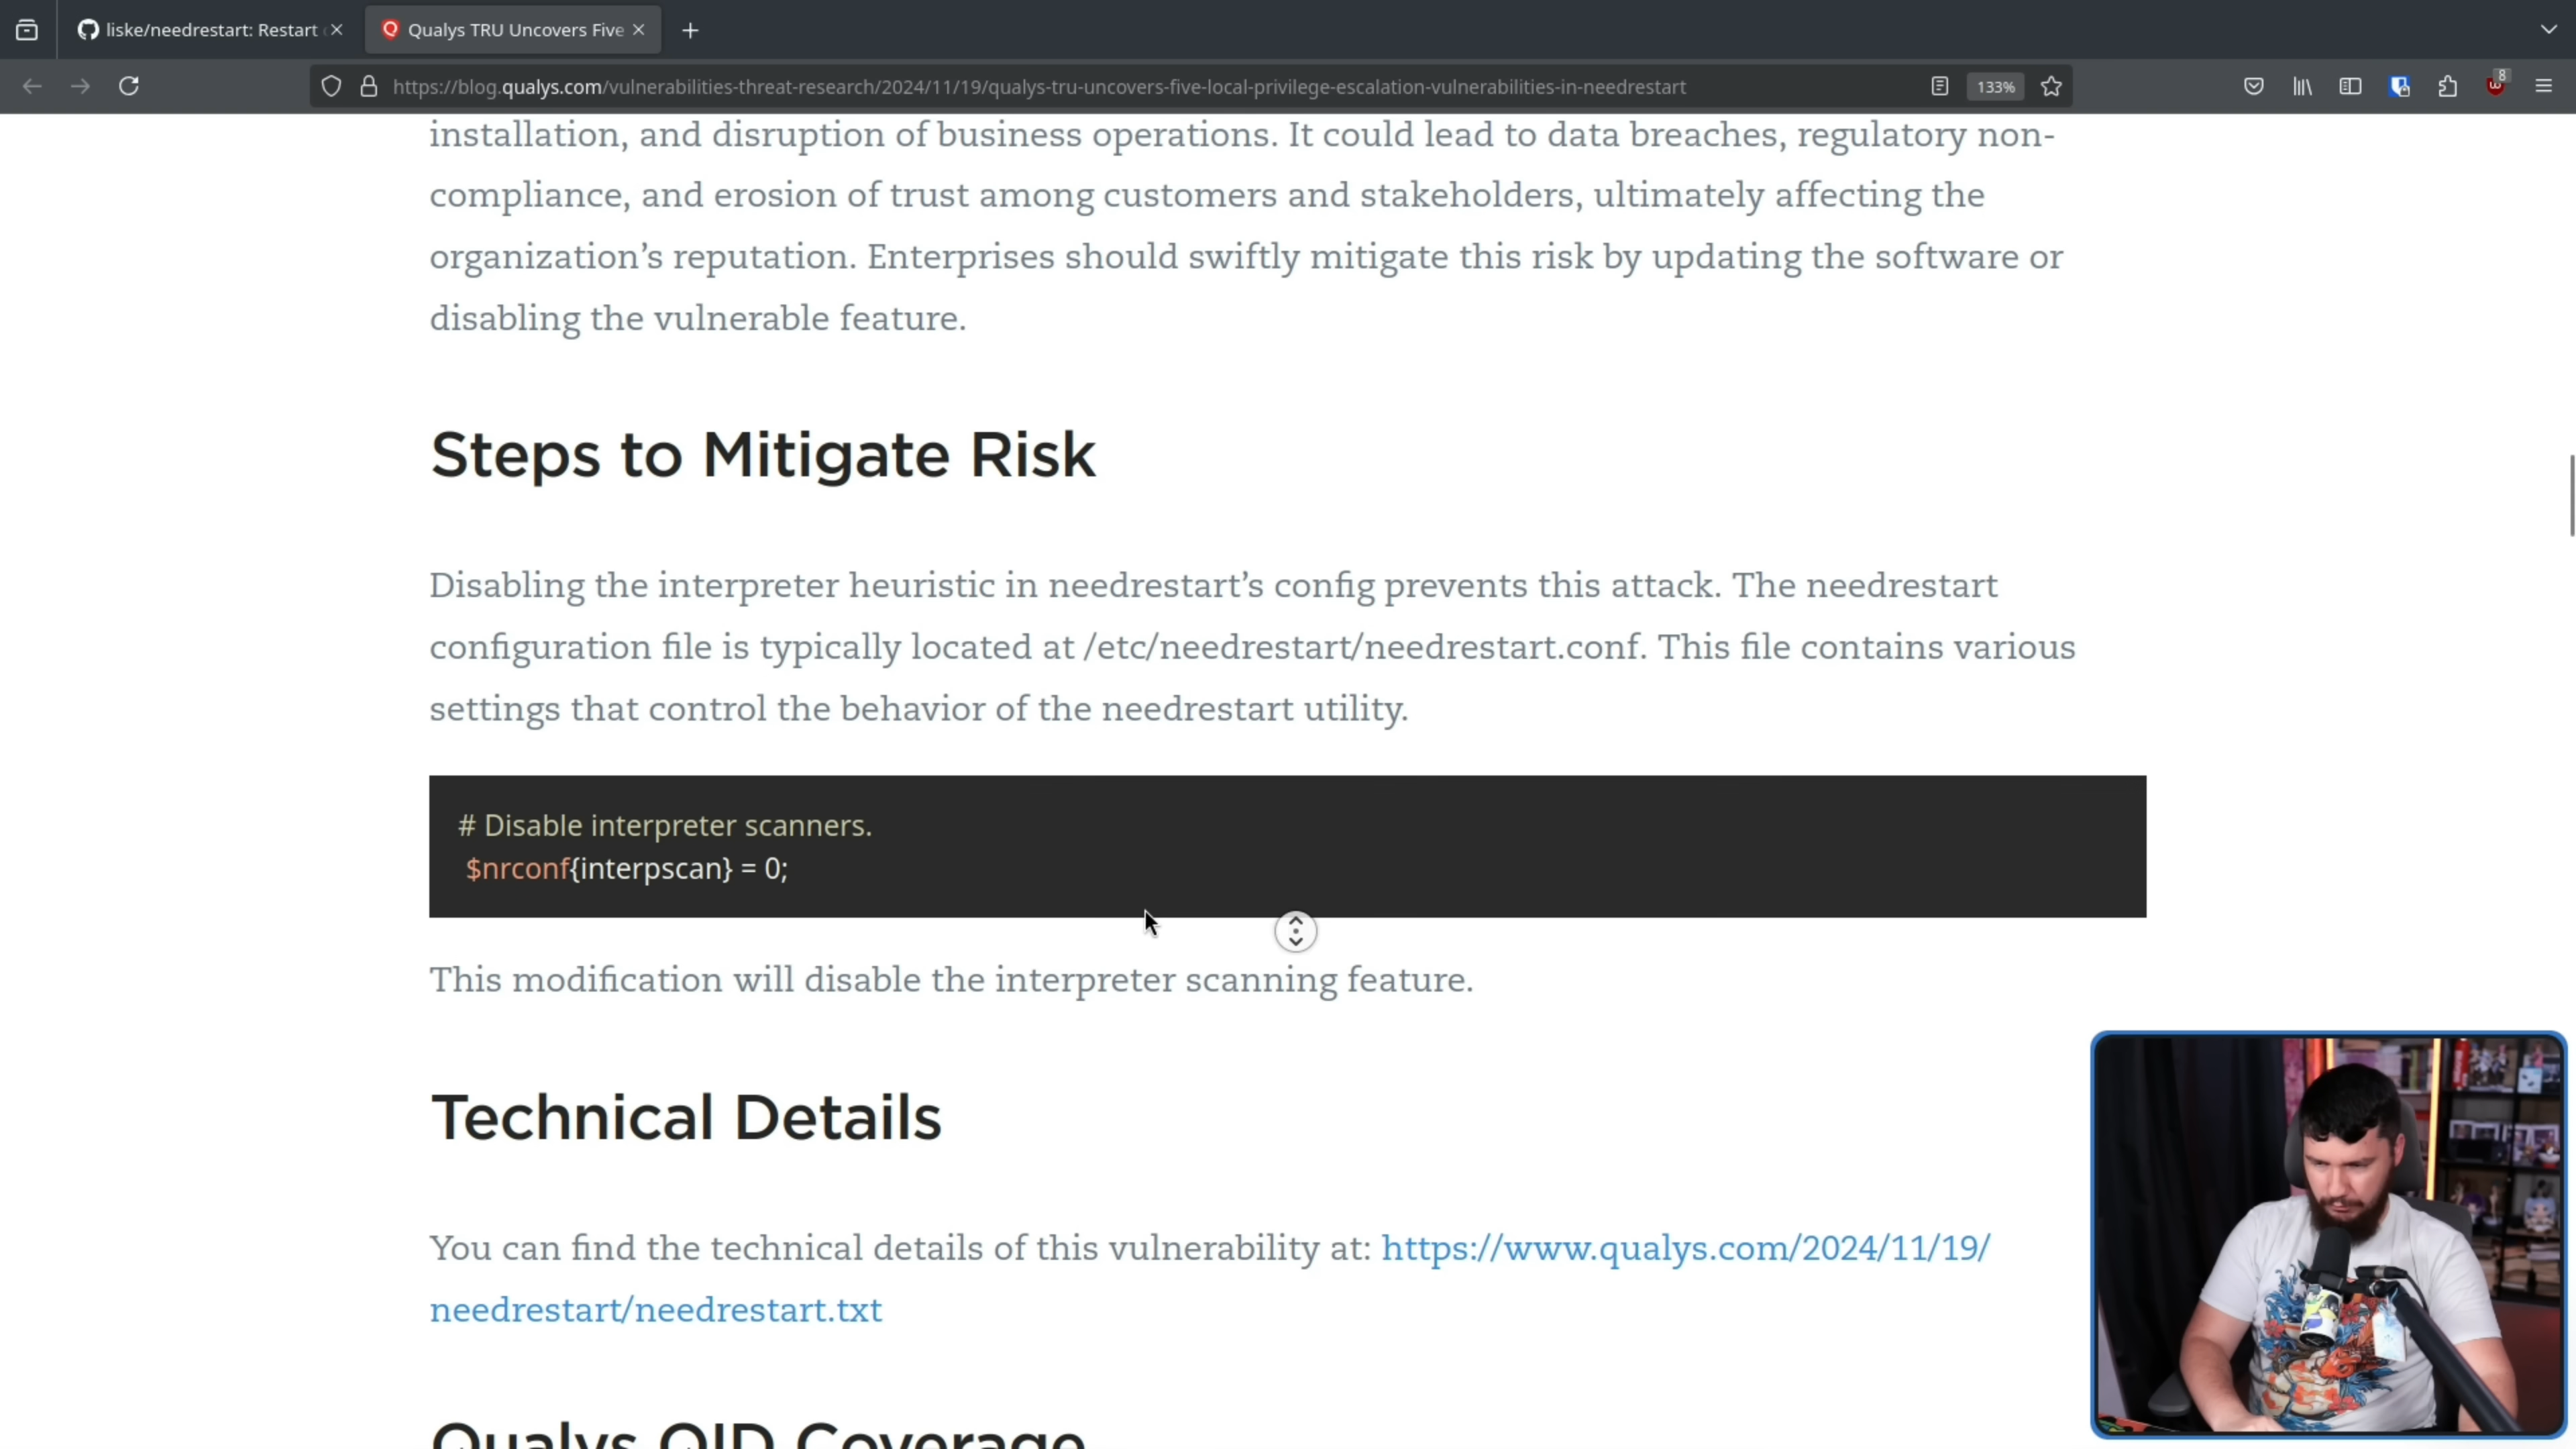 liske/needrestart: Restart
Qualys TRU Uncovers Five
https://blog.qualys.com/vulnerabilities-threat-research/2024/11/19/qualys-tru-uncovers-five-local-privilege-escalation-vulnerabilities-in-needrestart
133%
8
installation, and disruption of business operations. It could lead to data breaches, regulatory non-
compliance, and erosion of trust among customers and stakeholders, ultimately affecting the
organization’s reputation. Enterprises should swiftly mitigate this risk by updating the software or
disabling the vulnerable feature.
Steps to Mitigate Risk
Disabling the interpreter heuristic in needrestart’s config prevents this attack. The needrestart
configuration file is typically located at /etc/needrestart/needrestart.conf. This file contains various
settings that control the behavior of the needrestart utility.
# Disable interpreter scanners.
$nrconf{interpscan} = 0;
This modification will disable the interpreter scanning feature.
Technical Details
You can find the technical details of this vulnerability at: https://www.qualys.com/2024/11/19/
needrestart/needrestart.txt
Qualys QID Coverage